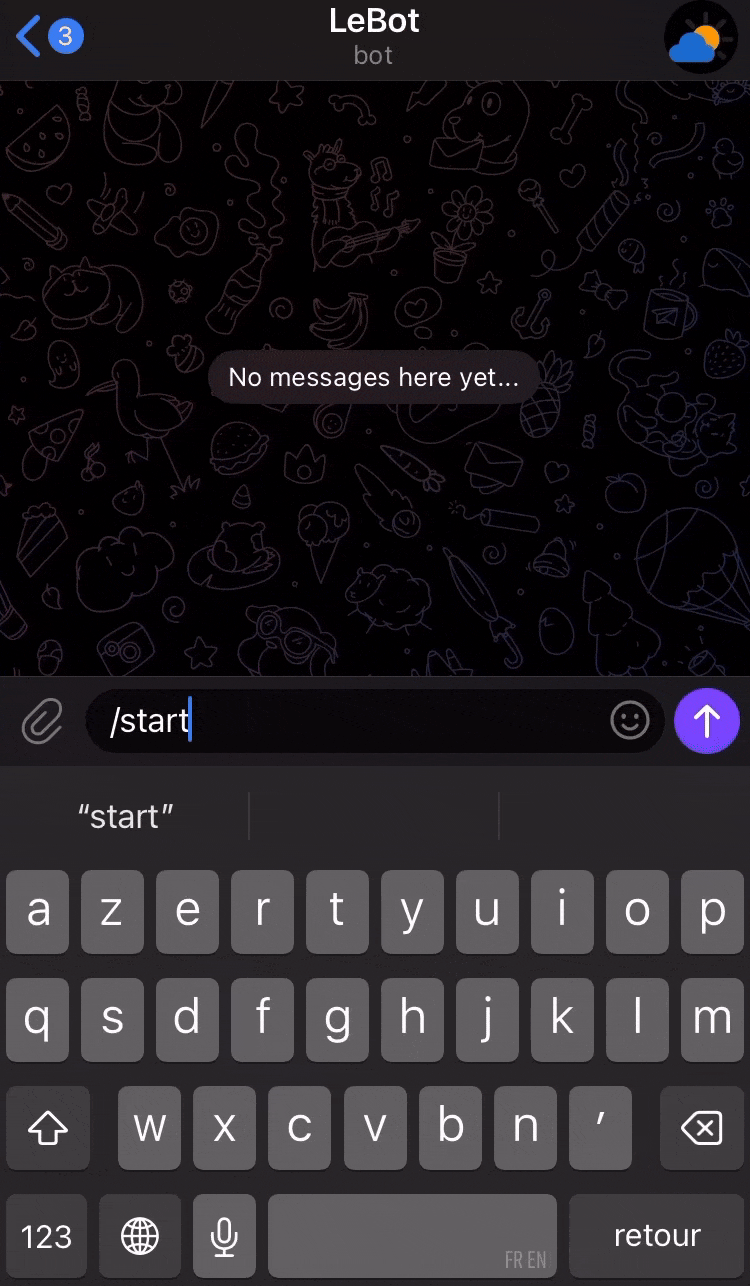 3
LeBot
bot
No messages here yet...
/start
“start”
a z e r t y u i o p
q s d f g h j k l m
w x c v b n ′
123
FR EN
retour